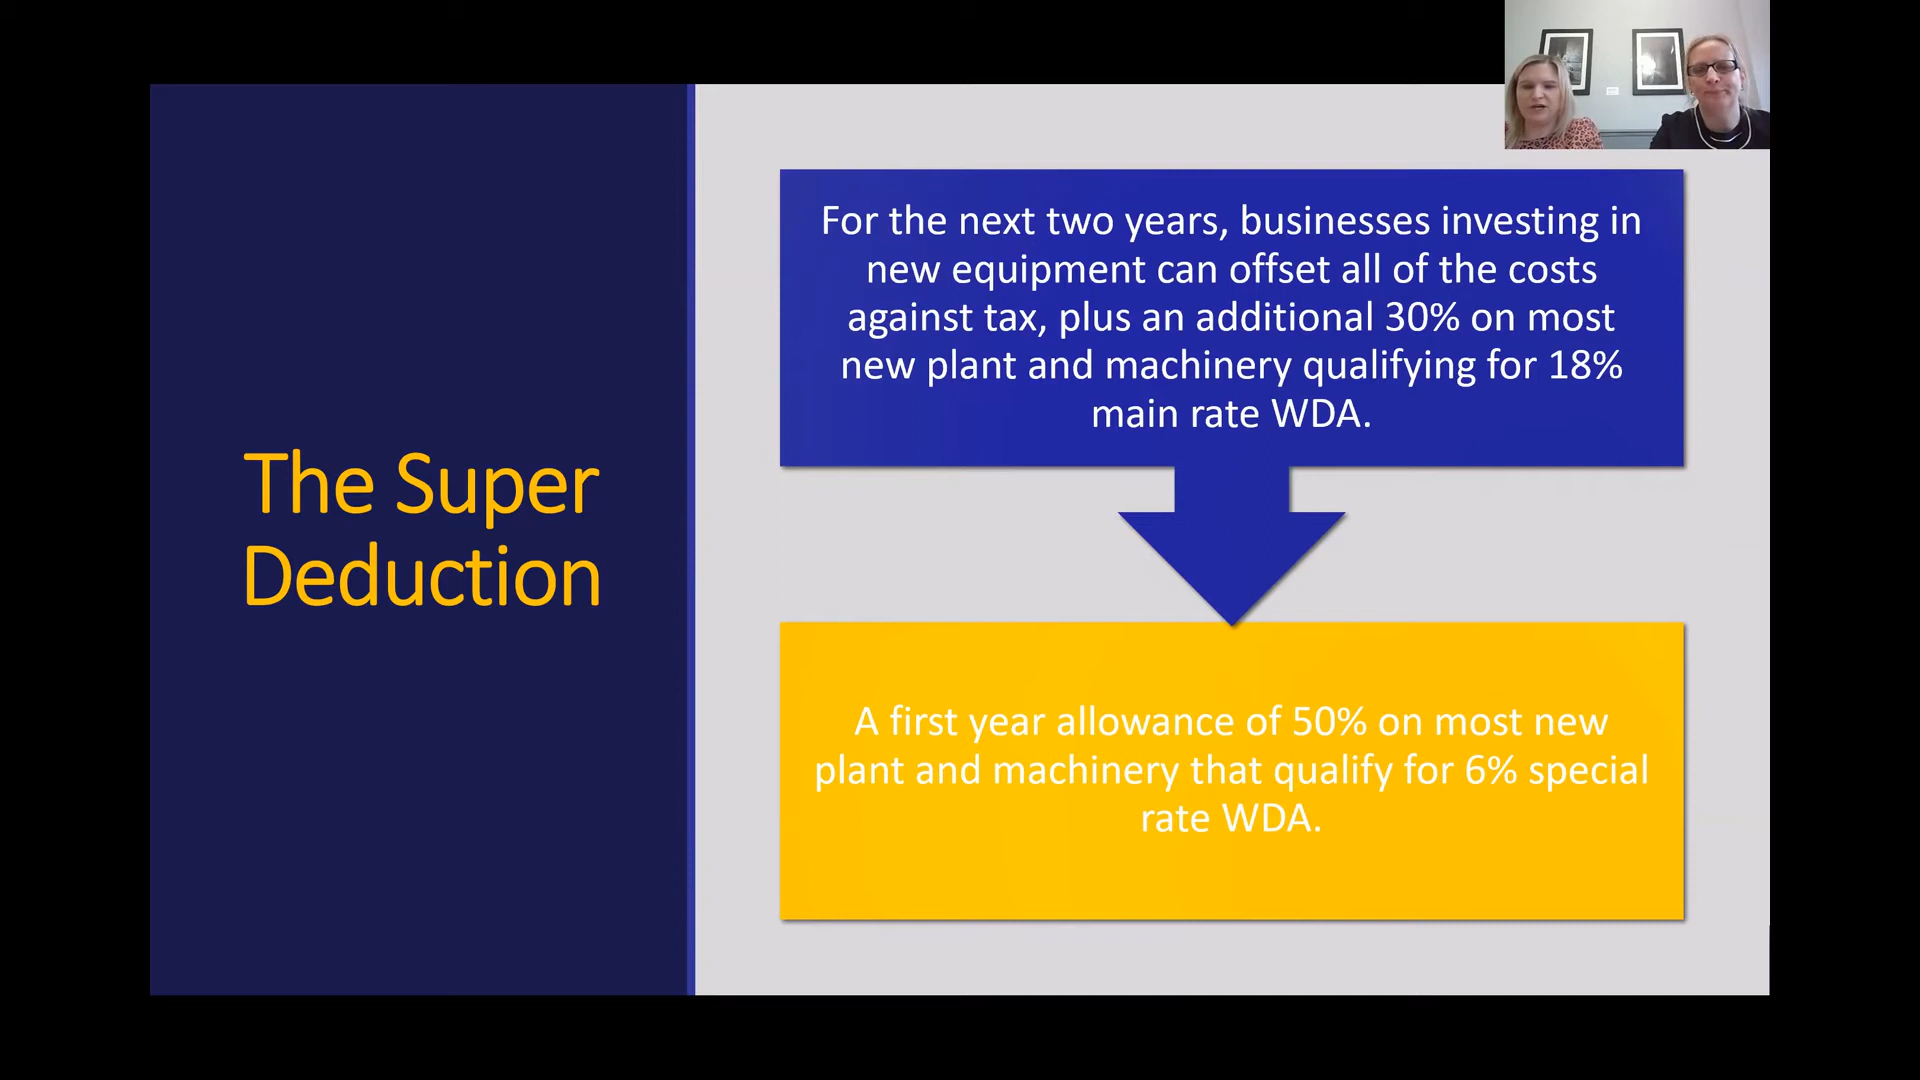 The Super
Deduction
For the next two years, businesses investing in
new equipment can offset all of the costs
against tax, plus an additional 30% on most
new plant and machinery qualifying for 18%
main rate WDA.
A first year allowance of 50% on most new
plant and machinery that qualify for 6% special
rate WDA.